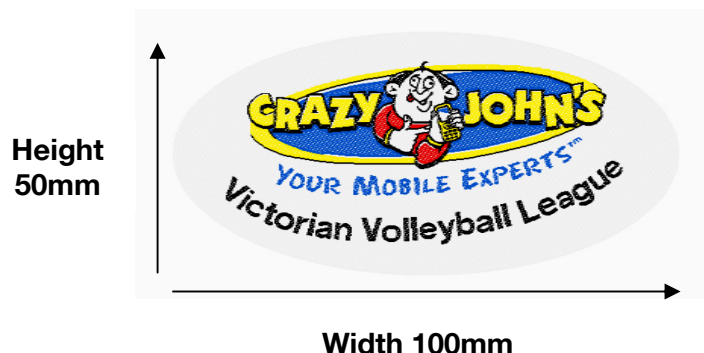 CRAZY JOHN'S
YOUR MOBILE EXPERTS™
Victorian Volleyball League
Height
50mm
Width 100mm